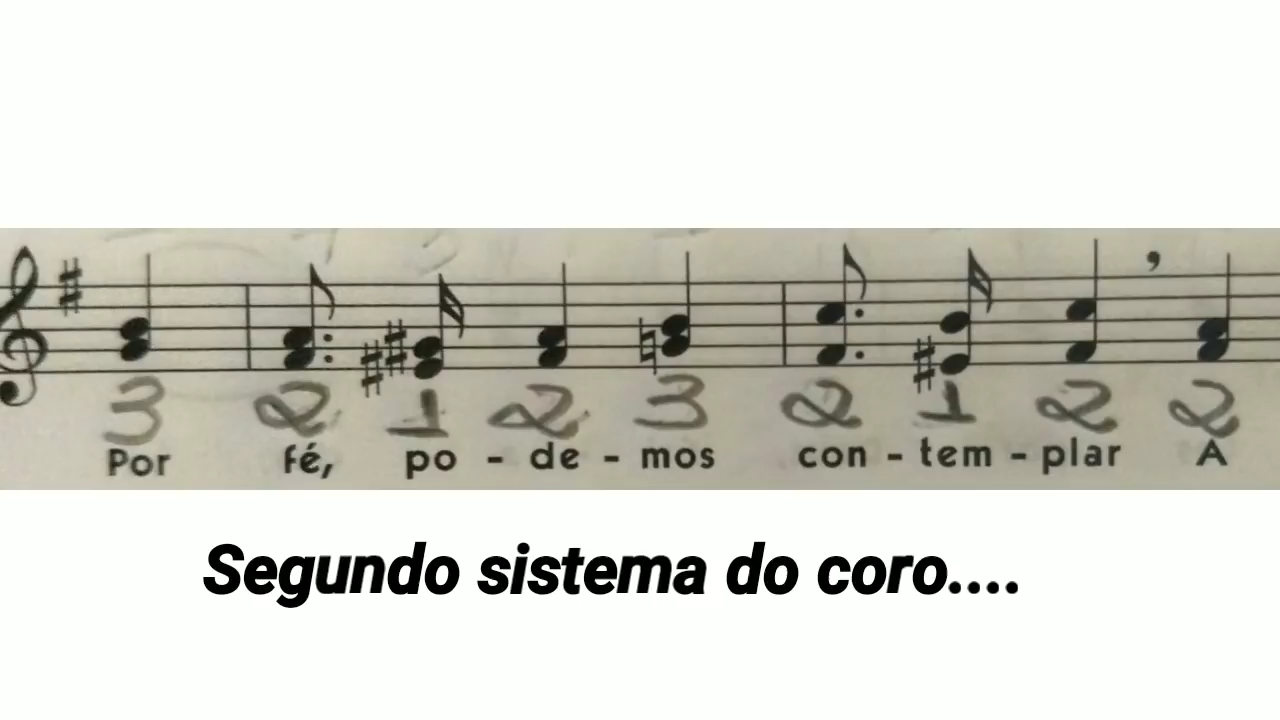 3 2 1 2 3 2 1 2 2
Por fé, po - de - mos con - tem - plar A
Segundo sistema do coro....